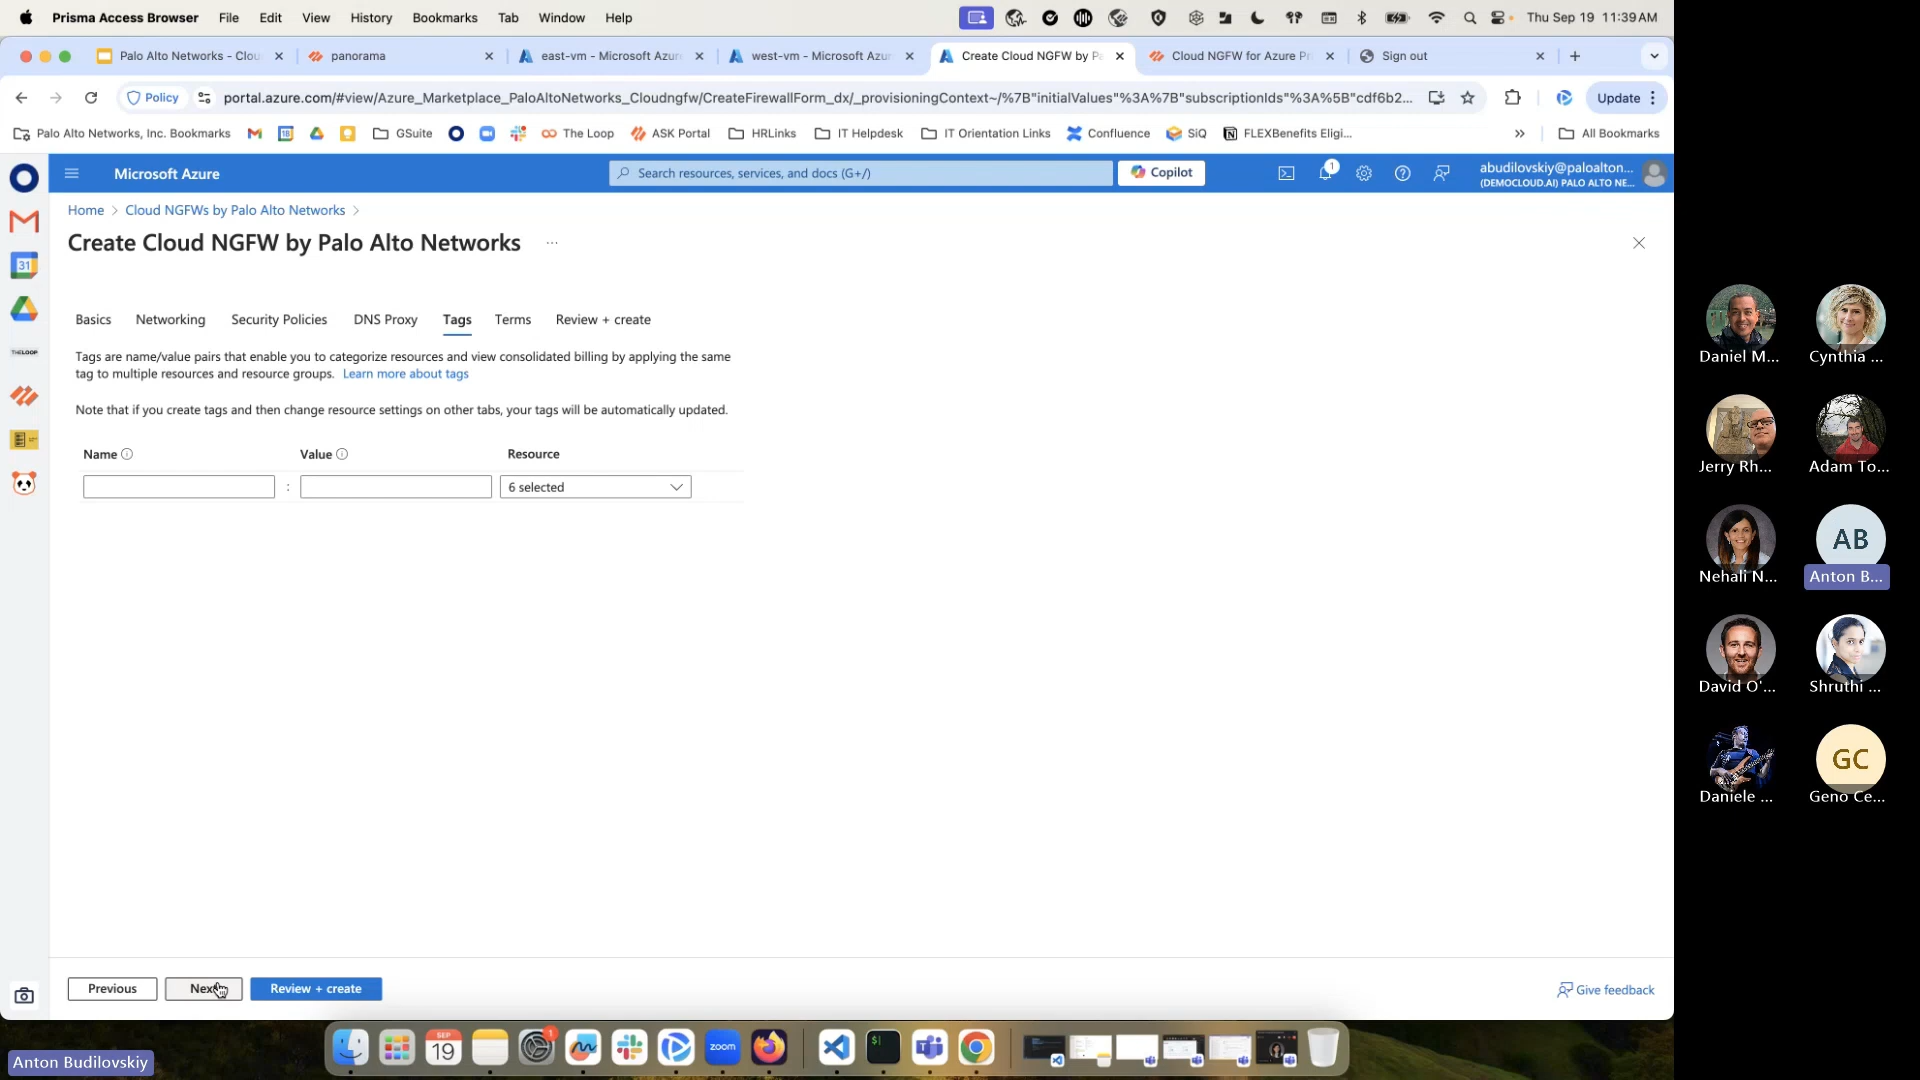 Prisma Access Browser File Edit View History Bookmarks Tab Window Help Thu Sep 19 11:39 AM
Palo Alto Networks - Clou panorama east-vm - Microsoft Azur west-vm - Microsoft Azur Create Cloud NGFW by Pa Cloud NGFW for Azure Pr Sign out
Policy portal.azure.com/#view/Azure_Marketplace_PaloAltoNetworks_Cloudngfw/CreateFirewallForm_dx/_provisioningContext~/%7B"initialValues"%3A%7B"subscriptionIds"%3A%5B"cdf6b2... Update
Palo Alto Networks, Inc. Bookmarks GSuite The Loop ASK Portal HRLinks IT Helpdesk IT Orientation Links Confluence SiQ FLEXBenefits Eligi... » All Bookmarks
Microsoft Azure Search resources, services, and docs (G+/) Copilot 1 abudilovskiy@paloalton...
(DEMOCLOUD.AI) PALO ALTO NE...
Home > Cloud NGFWs by Palo Alto Networks >
Create Cloud NGFW by Palo Alto Networks ...
Basics Networking Security Policies DNS Proxy Tags Terms Review + create
Tags are name/value pairs that enable you to categorize resources and view consolidated billing by applying the same
tag to multiple resources and resource groups. Learn more about tags
Note that if you create tags and then change resource settings on other tabs, your tags will be automatically updated.
Name Value Resource
: 6 selected
Previous Next Review + create Give feedback
31
THELOOP
SEP
19
1
$
zoom
Anton Budilovskiy
Daniel M... Cynthia ...
Jerry Rh... Adam To...
AB
Nehali N... Anton B...
David O'... Shruthi ...
GC
Daniele ... Geno Ce...